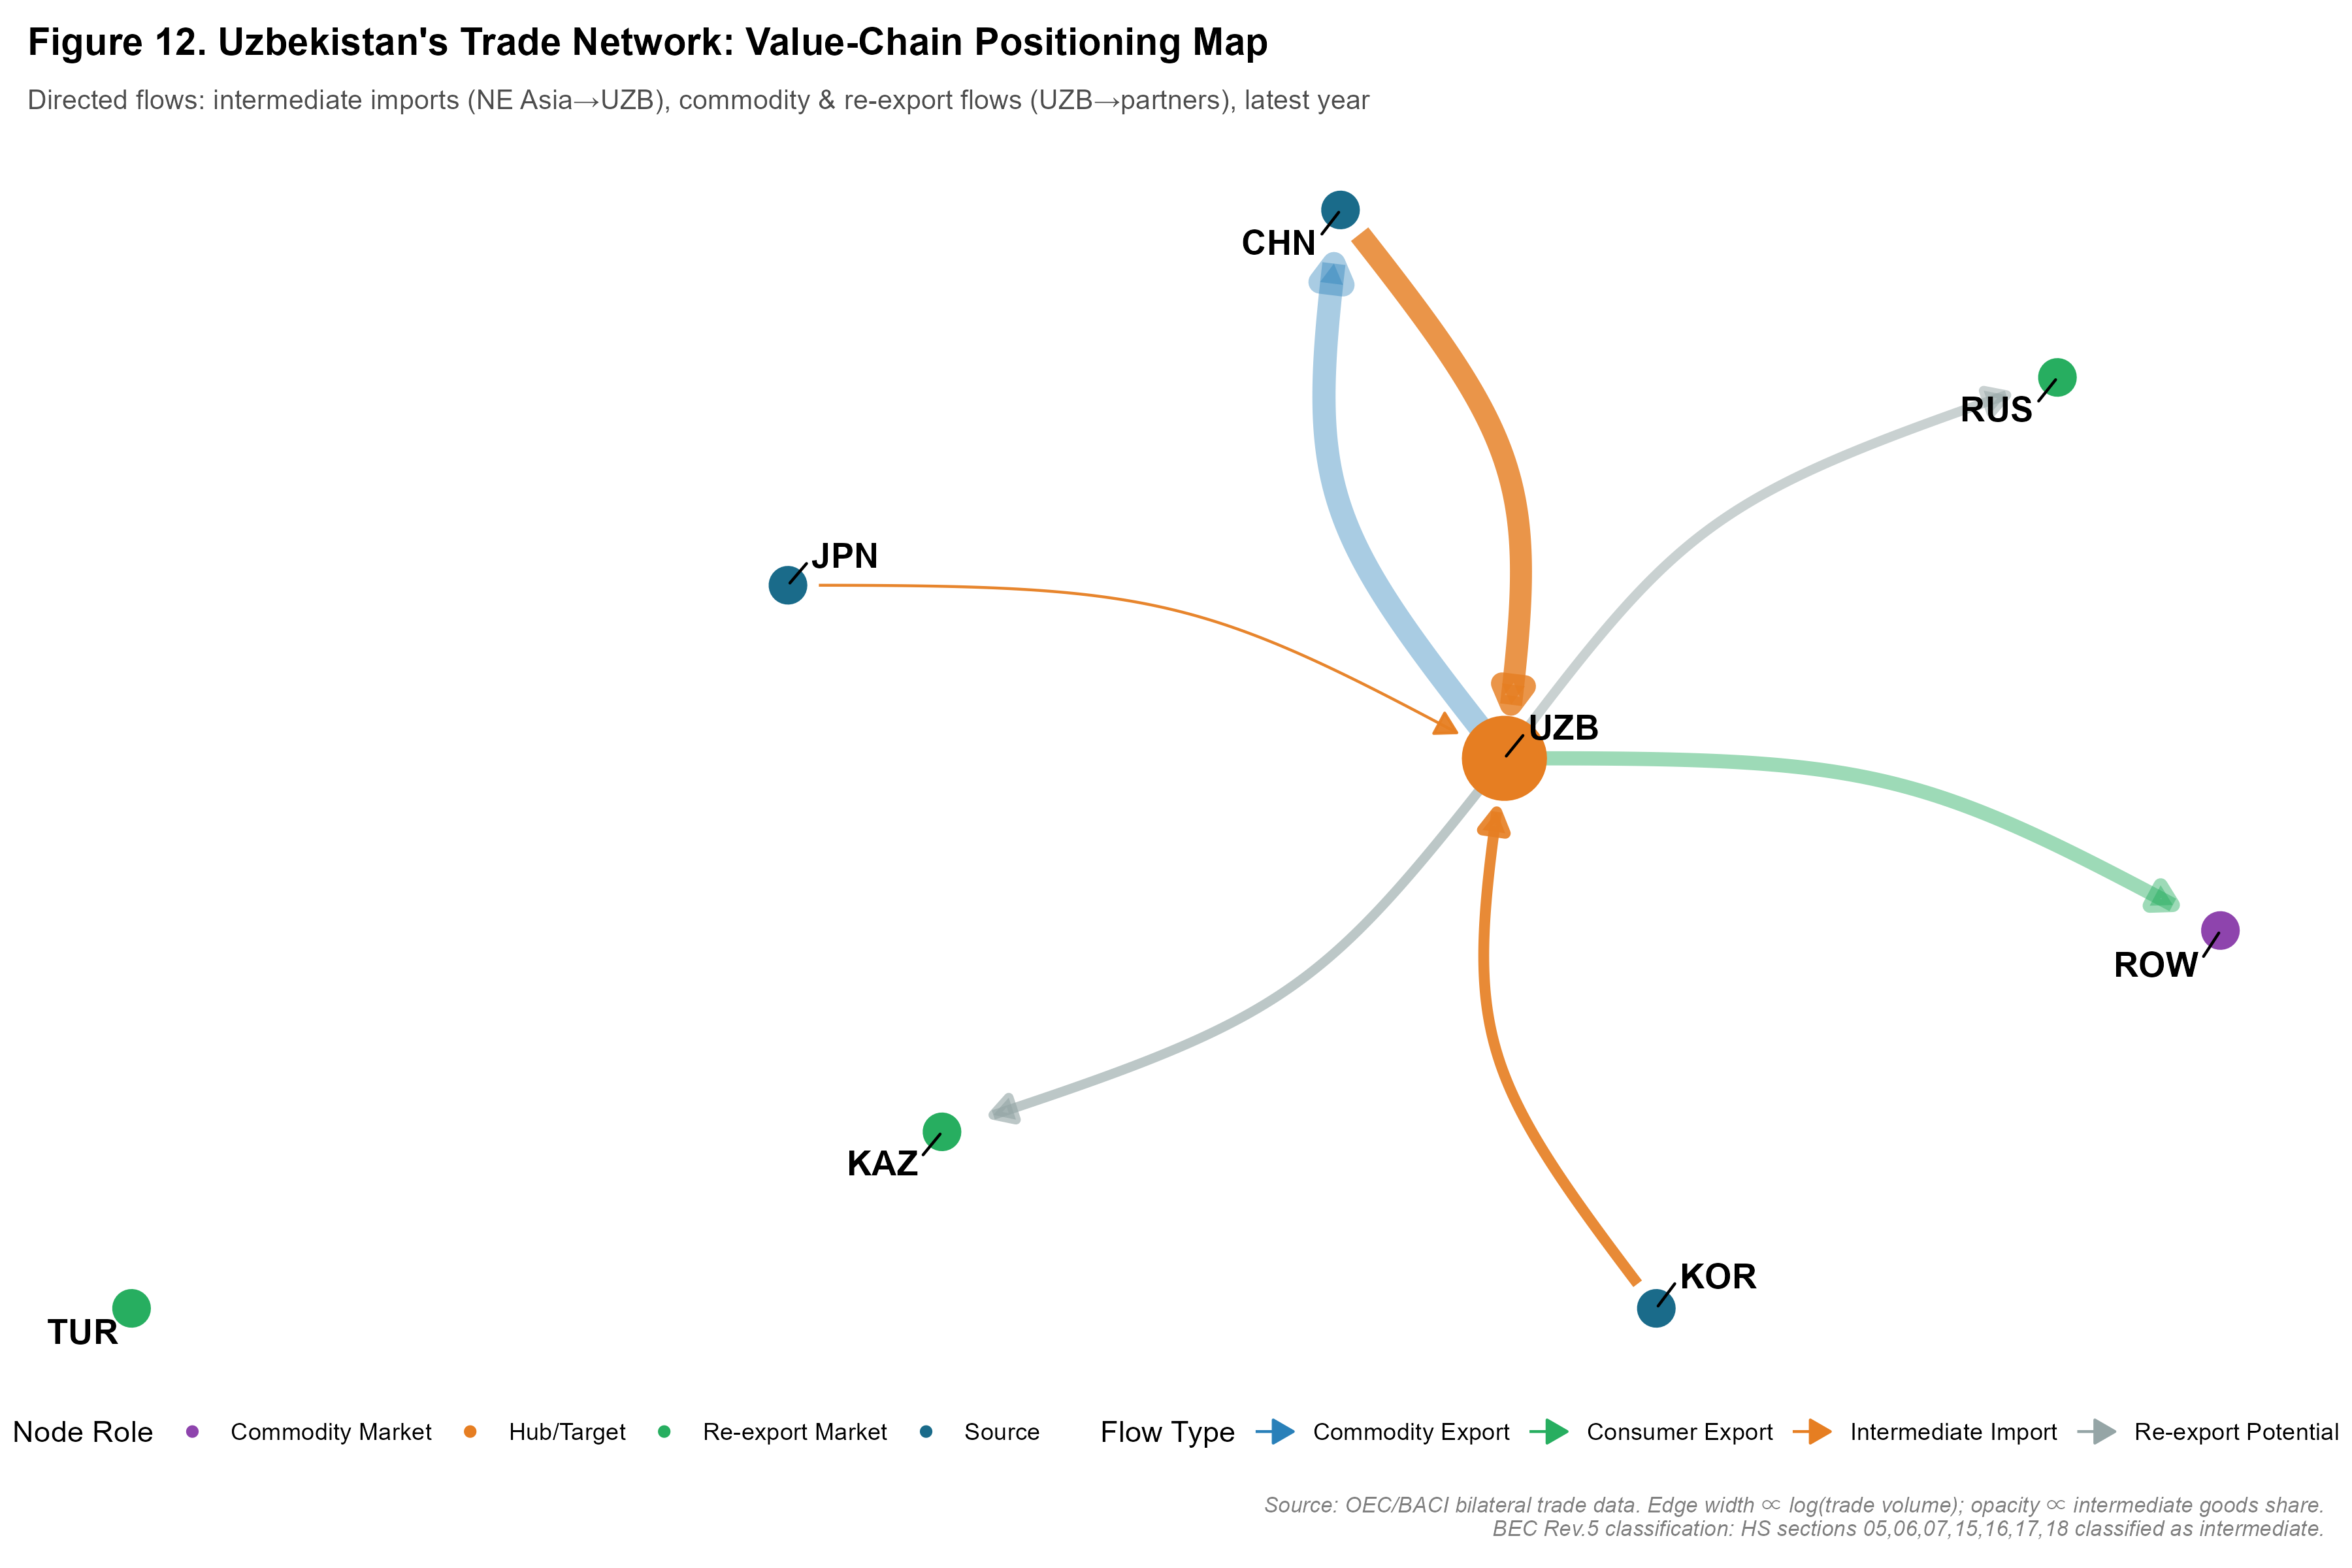 Figure 12. Uzbekistan's Trade Network: Value-Chain Positioning Map
Directed flows: intermediate imports (NE Asia→UZB), commodity & re-export flows (UZB→partners), latest year
CHN
RUS
JPN
UZB
ROW
KAZ
KOR
TUR
Node Role Commodity Market Hub/Target Re-export Market Source Flow Type Commodity Export Consumer Export Intermediate Import Re-export Potential
Source: OEC/BACI bilateral trade data. Edge width ∝ log(trade volume); opacity ∝ intermediate goods share.
BEC Rev.5 classification: HS sections 05,06,07,15,16,17,18 classified as intermediate.